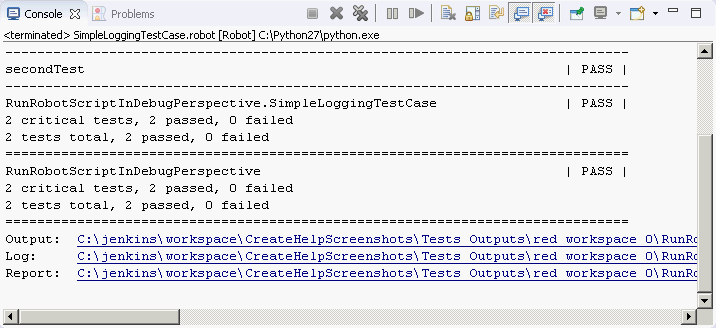 Console Problems
<terminated> SimpleLoggingTestCase.robot [Robot] C:\Python27\python.exe
------------------------------------------------------------------------------
secondTest | PASS |
------------------------------------------------------------------------------
RunRobotScriptInDebugPerspective.SimpleLoggingTestCase | PASS |
2 critical tests, 2 passed, 0 failed
2 tests total, 2 passed, 0 failed
==============================================================================
RunRobotScriptInDebugPerspective | PASS |
2 critical tests, 2 passed, 0 failed
2 tests total, 2 passed, 0 failed
==============================================================================
Output: C:\jenkins\workspace\CreateHelpScreenshots\Tests Outputs\red workspace 0\RunRo
Log: C:\jenkins\workspace\CreateHelpScreenshots\Tests Outputs\red workspace 0\RunRo
Report: C:\jenkins\workspace\CreateHelpScreenshots\Tests Outputs\red workspace 0\RunRo